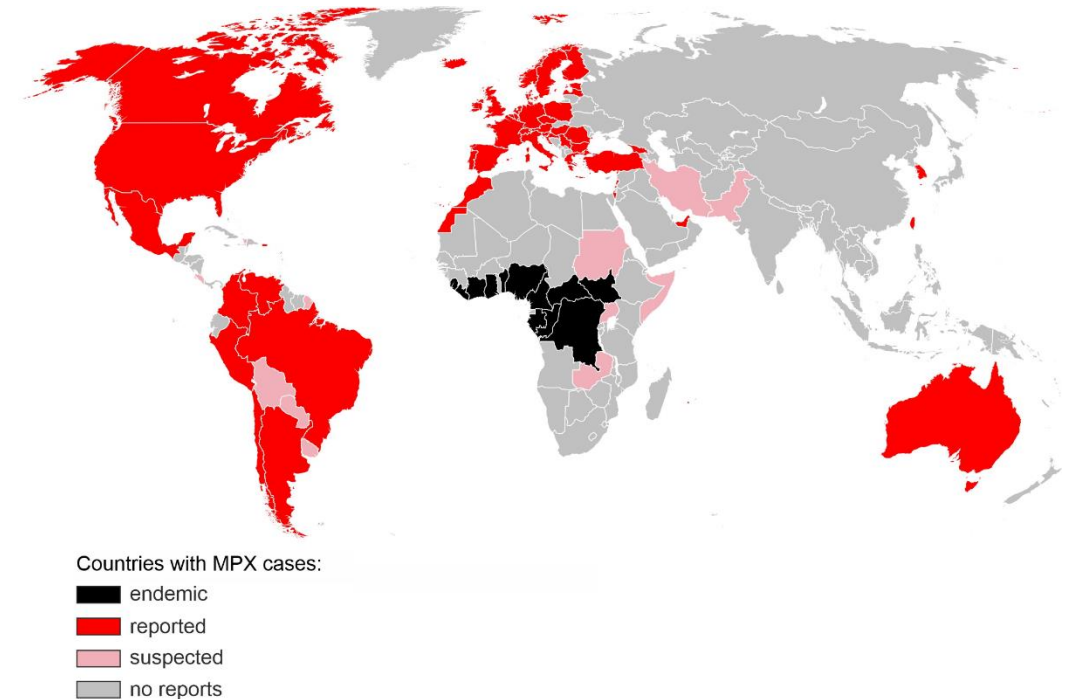 Countries with MPX cases:
endemic
reported
suspected
no reports